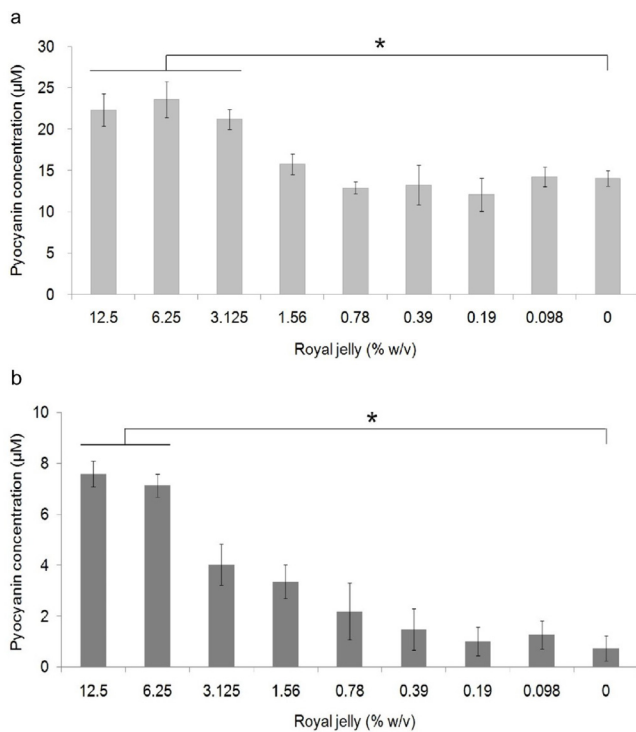 a
*
30
25
20
15
10
5
0
Pyocyanin concentration (µM)
12.5 6.25 3.125 1.56 0.78 0.39 0.19 0.098 0
Royal jelly (% w/v)
b
*
10
8
6
4
2
0
Pyocyanin concentration (µM)
12.5 6.25 3.125 1.56 0.78 0.39 0.19 0.098 0
Royal jelly (% w/v)